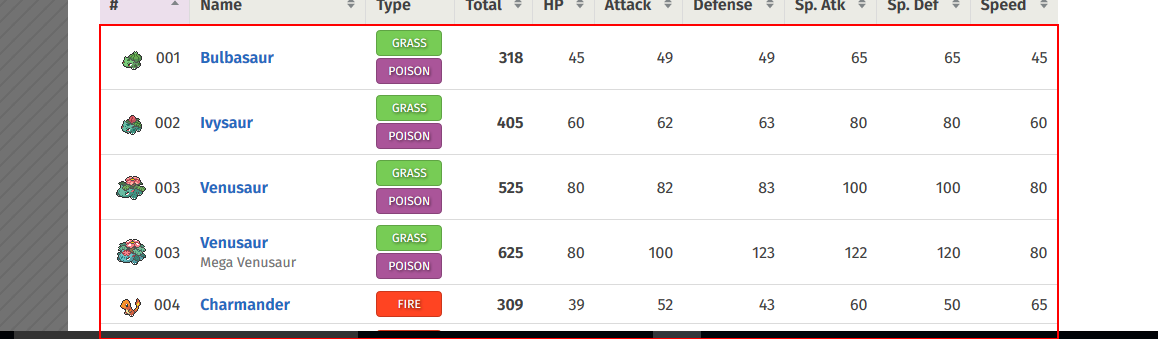 # Name Type Total HP Attack Defense Sp. Atk Sp. Def Speed
001 Bulbasaur GRASS POISON 318 45 49 49 65 65 45
002 Ivysaur GRASS POISON 405 60 62 63 80 80 60
003 Venusaur GRASS POISON 525 80 82 83 100 100 80
003 Venusaur Mega Venusaur GRASS POISON 625 80 100 123 122 120 80
004 Charmander FIRE 309 39 52 43 60 50 65